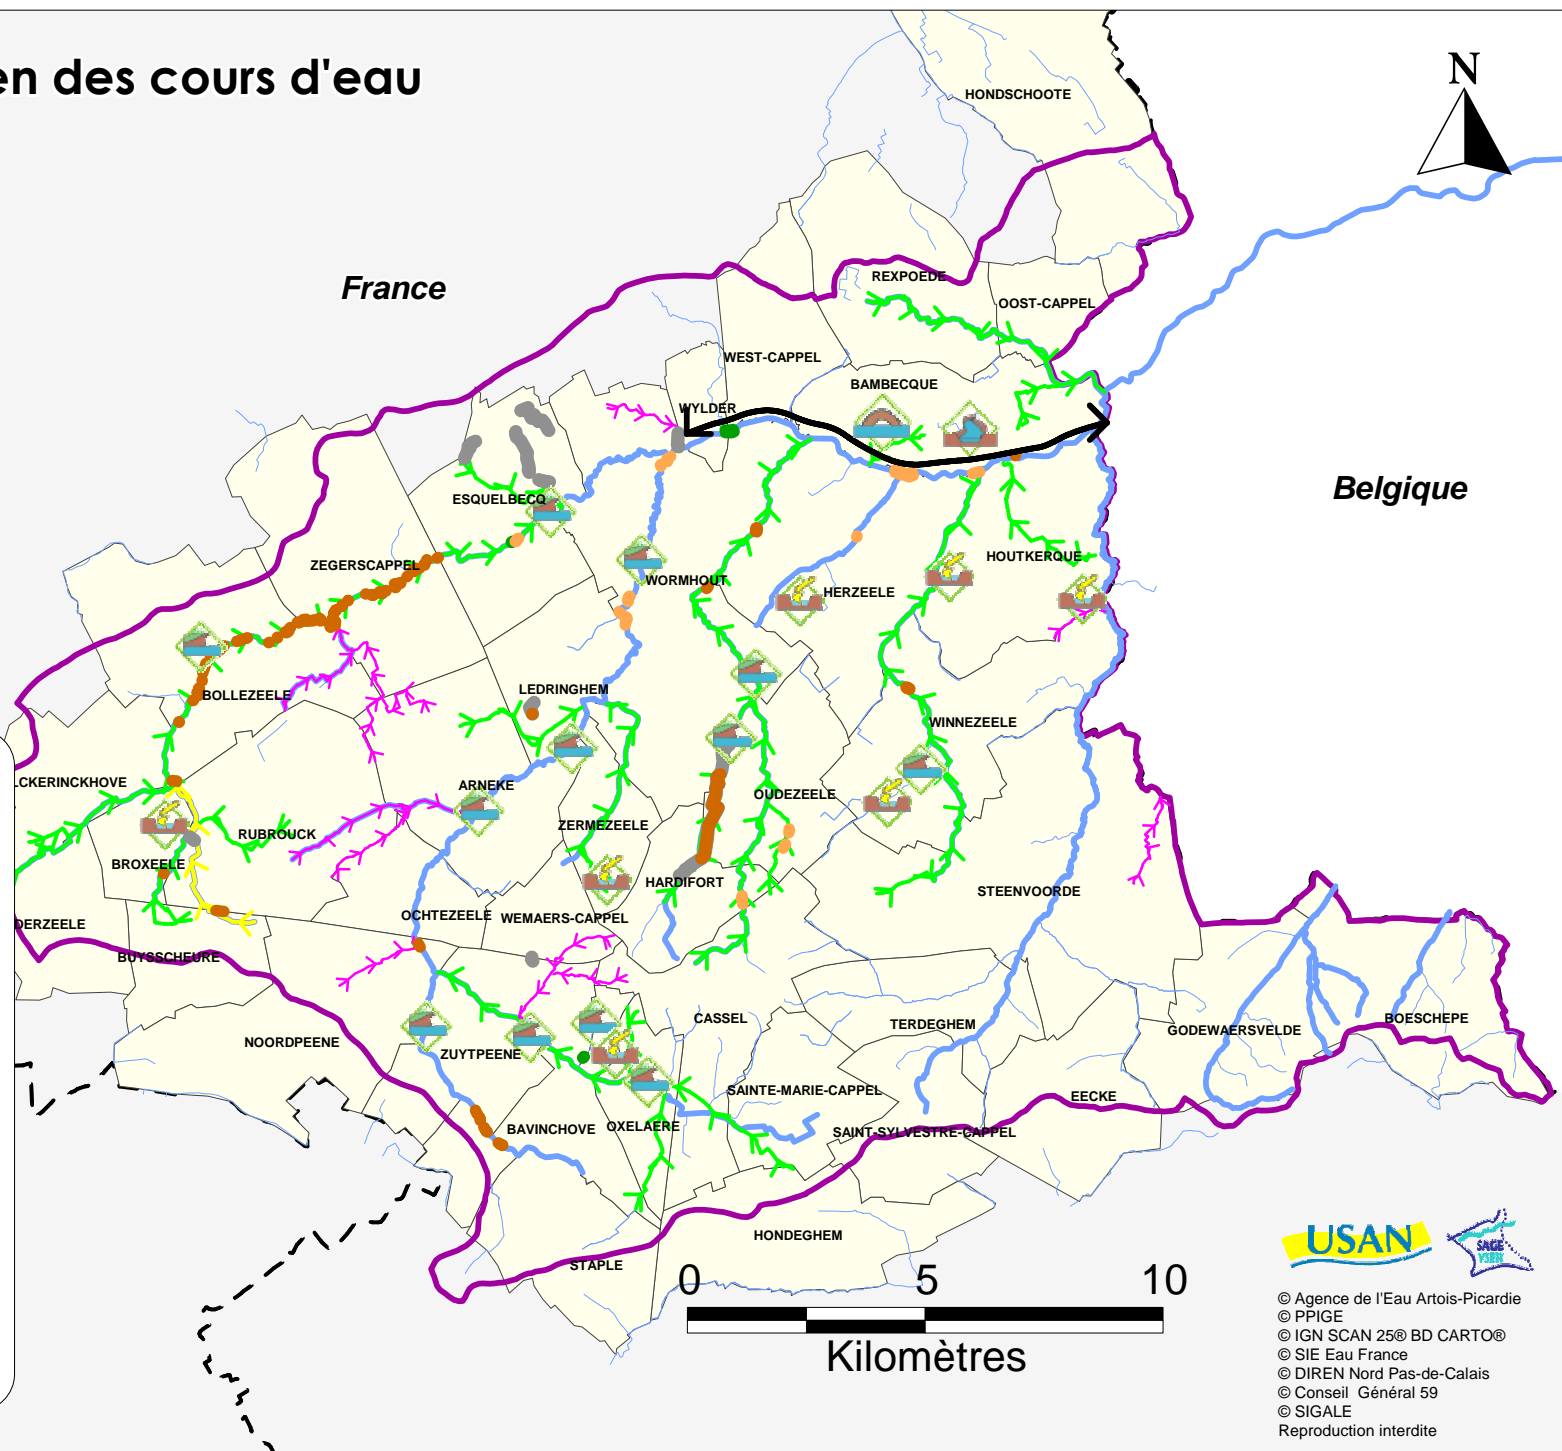 en des cours d'eau
N
HONDSCHOOTE
France
REXPOEDE
OOST-CAPPEL
WEST-CAPPEL
BAMBECQUE
WYLDER
Belgique
ESQUELBECQ
ZEGERSCAPPEL
WORMHOUT
HOUTKERQUE
HERZEELE
BOLLEZEELE
LEDRINGHEM
WINNEZEELE
LCKERINCKHOVE
ARNEKE
OUDEZEELE
RUBROUCK
ZERMEZEELE
BROXEELE
HARDIFORT
STEENVOORDE
DERZEELE
OCHTEZEELE
WEMAERS-CAPPEL
BUYSSCHEURE
CASSEL
TERDEGHEM
GODEWAERSVELDE
BOESCHEPE
NOORDPEENE
ZUYTPEENE
SAINTE-MARIE-CAPPEL
EECKE
BAVINCHOVE
OXELAERE
SAINT-SYLVESTRE-CAPPEL
HONDEGHEM
STAPLE
USAN
SAGE
YSER
0 5 10
Kilomètres
© Agence de l'Eau Artois-Picardie
© PPIGE
© IGN SCAN 25® BD CARTO®
© SIE Eau France
© DIREN Nord Pas-de-Calais
© Conseil Général 59
© SIGALE
Reproduction interdite